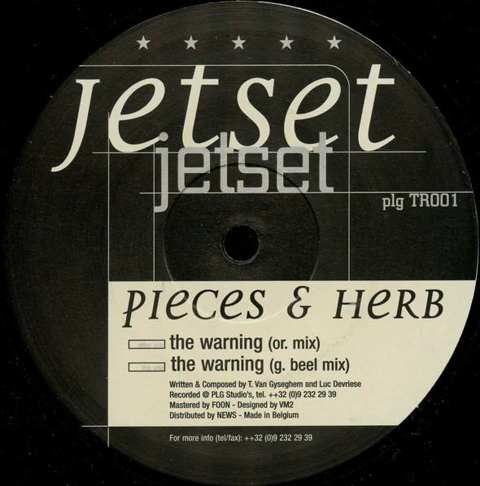 Jetset
jetset
plg TR001
PIECES & HERB
the warning (or. mix)
the warning (g. beel mix)
Written & Composed by T. Van Gyseghem and Luc Devriese
Recorded @ PLG Studio's, tel. ++32 (0)9 232 29 39
Mastered by FOON - Designed by VM2
Distributed by NEWS - Made in Belgium
For more info (tel/fax): ++32 (0)9 232 29 39